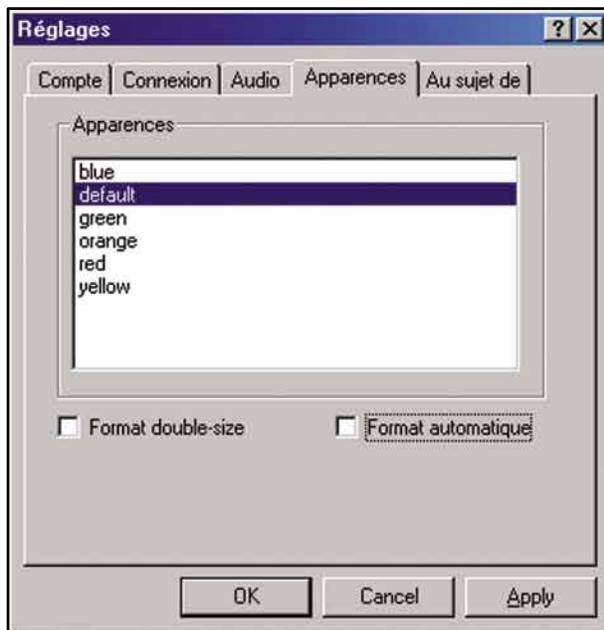 Réglages
Compte Connexion Audio Apparences Au sujet de
Apparences
blue
default
green
orange
red
yellow
Format double-size Format automatique
OK Cancel Apply